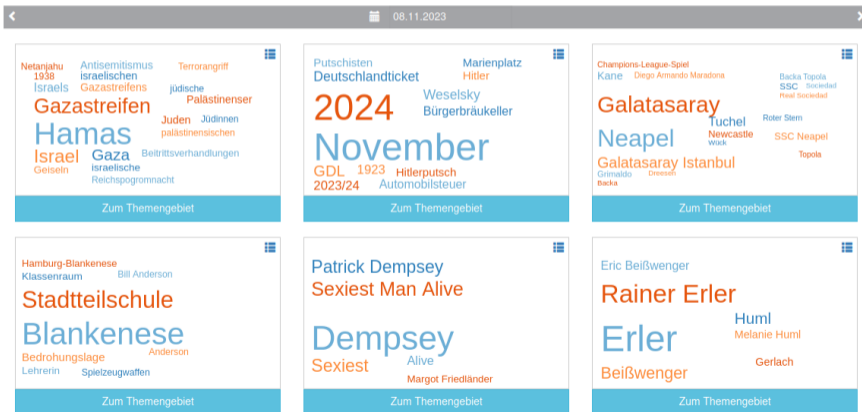 08.11.2023
Netanjahu Antisemitismus Terrorangriff
1938 israelischen
Israels Gazastreifens jüdische
Gazastreifen Palästinenser
Juden Jüdinnen
Hamas palästinensischen
Israel Gaza Beitrittsverhandlungen
Geiseln israelische
Reichspogromnacht
Zum Themengebiet
Putschisten Marienplatz
Deutschlandticket Hitler
2024 Weselsky
Bürgerbräukeller
November
GDL 1923 Hitlerputsch
2023/24 Automobilsteuer
Zum Themengebiet
Champions-League-Spiel
Kane Diego Armando Maradona Backa Topola
SSC Sociedad
Real Sociedad
Galatasaray
Tuchel Roter Stern
Neapel Newcastle SSC Neapel
Wück
Topola
Galatasaray Istanbul
Grimaldo Dressen
Backa
Zum Themengebiet
Hamburg-Blankenese
Klassenraum Bill Anderson
Stadtteilschule
Blankenese
Bedrohungslage Anderson
Lehrerin Spielzeugwaffen
Zum Themengebiet
Patrick Dempsey
Sexiest Man Alive
Dempsey
Sexiest Alive
Margot Friedländer
Zum Themengebiet
Eric Beißwenger
Rainer Erler
Erler Huml
Melanie Huml
Gerlach
Beißwenger
Zum Themengebiet